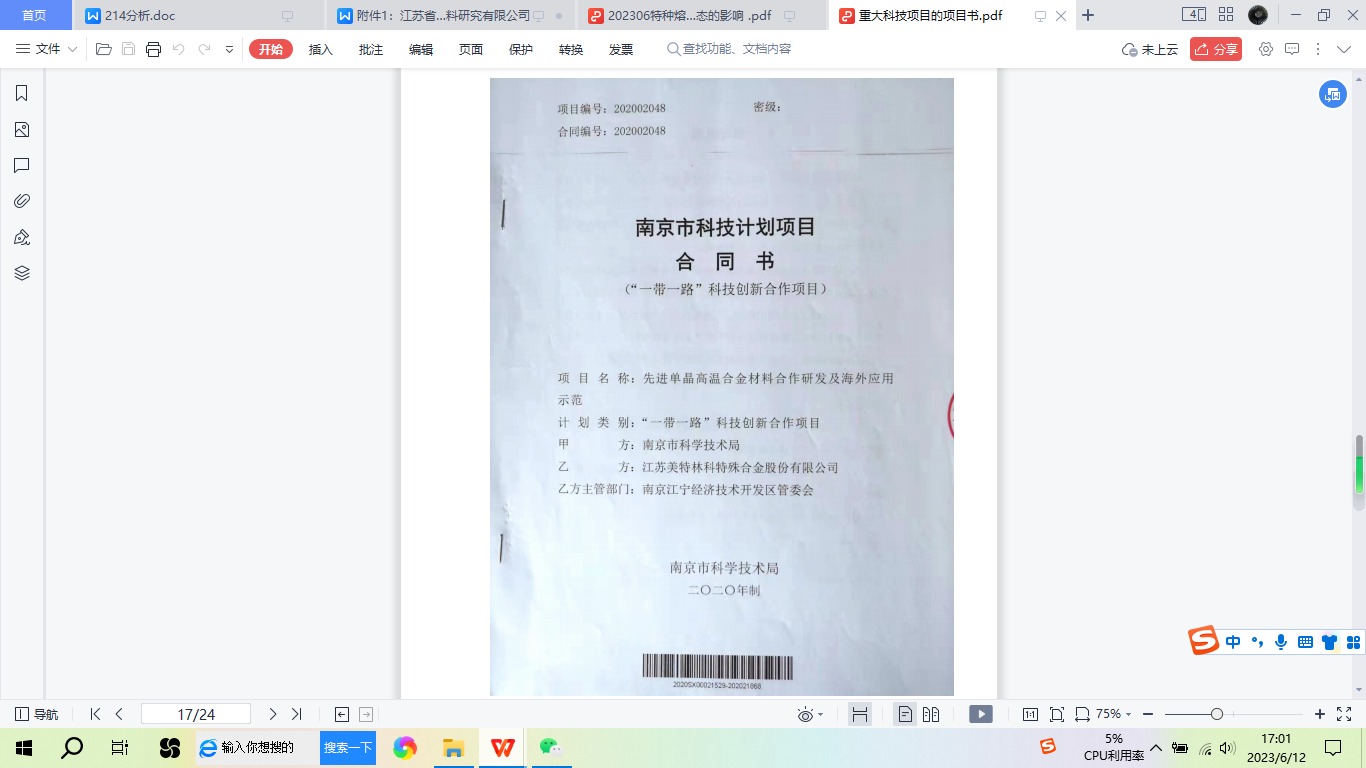 首页
214分析.doc
附件1：江苏省...料研究有限公司
202306特种熔...态的影响 .pdf
重大科技项目的项目书.pdf
4
文件
开始
插入
批注
编辑
页面
保护
转换
发票
查找功能、文档内容
未上云
分享
项目编号：202002048
密级：
合同编号：202002048
南京市科技计划项目
合 同 书
（“一带一路”科技创新合作项目）
项 目 名 称：先进单晶高温合金材料合作研发及海外应用
示范
计 划 类 别：“一带一路”科技创新合作项目
甲 方：南京市科学技术局
乙 方：江苏美特林科特殊合金股份有限公司
乙方主管部门：南京江宁经济技术开发区管委会
南京市科学技术局
二〇二〇年制
2020SX00021529-202021068
中
导航
17/24
75%
输入你想搜的
搜索一下
5%
CPU利用率
17:01
2023/6/12